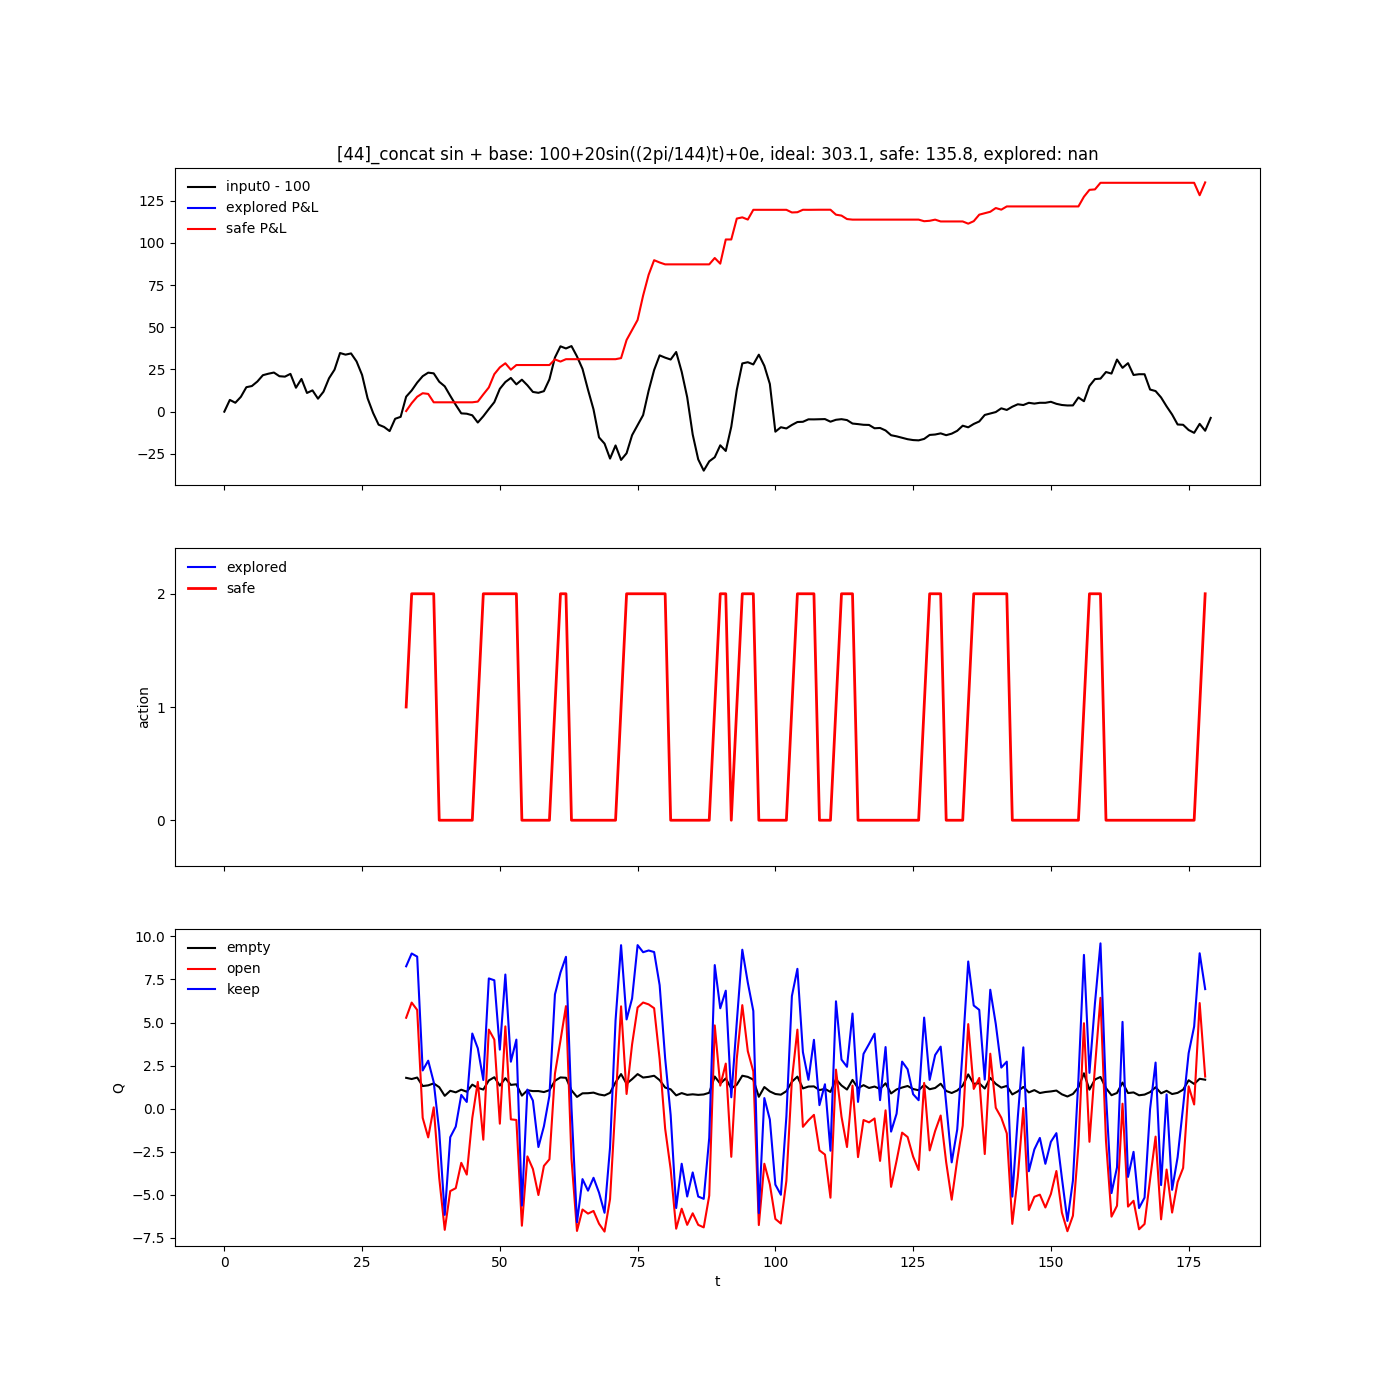 [44]_concat sin + base: 100+20sin((2pi/144)t)+0e, ideal: 303.1, safe: 135.8, explored: nan
input0 - 100
explored P&L
safe P&L
125
100
75
50
25
0
−25
explored
safe
2
1
0
action
empty
open
keep
10.0
7.5
5.0
2.5
0.0
−2.5
−5.0
−7.5
Q
0 25 50 75 100 125 150 175
t